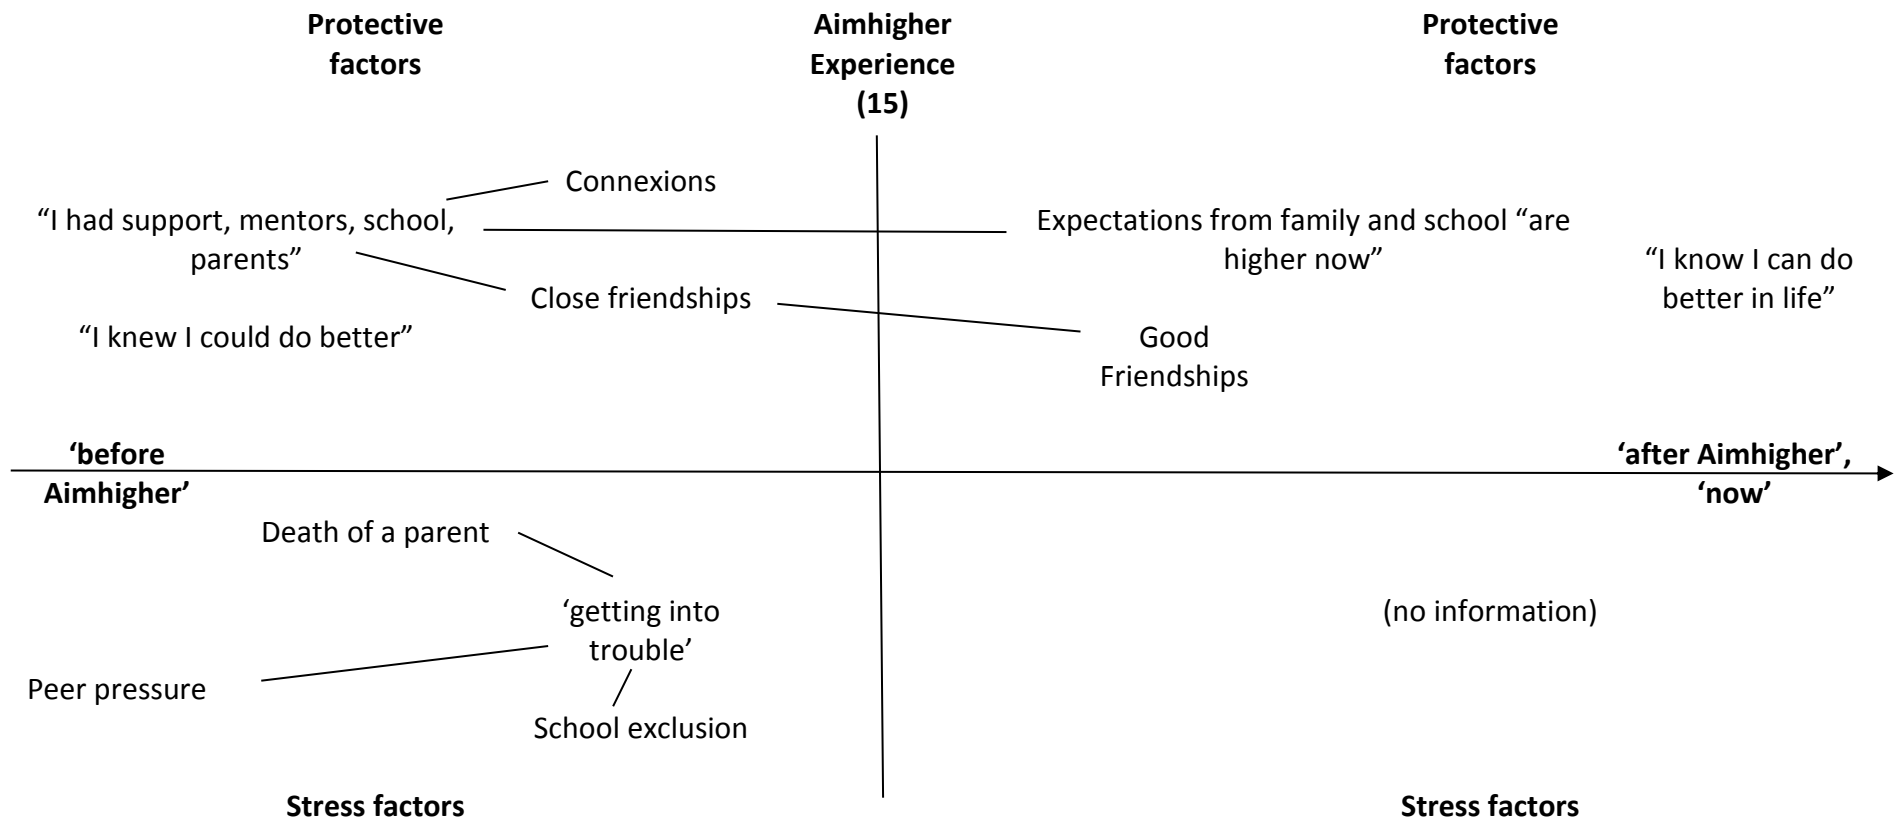 Protective
factors
Aimhigher
Experience
(15)
Protective
factors
Connexions
“I had support, mentors, school,
parents”
Expectations from family and school “are
higher now”
“I know I can do
better in life”
Close friendships
“I knew I could do better”
Good
Friendships
‘before
Aimhigher’
‘after Aimhigher’,
‘now’
Death of a parent
‘getting into
trouble’
(no information)
Peer pressure
School exclusion
Stress factors
Stress factors